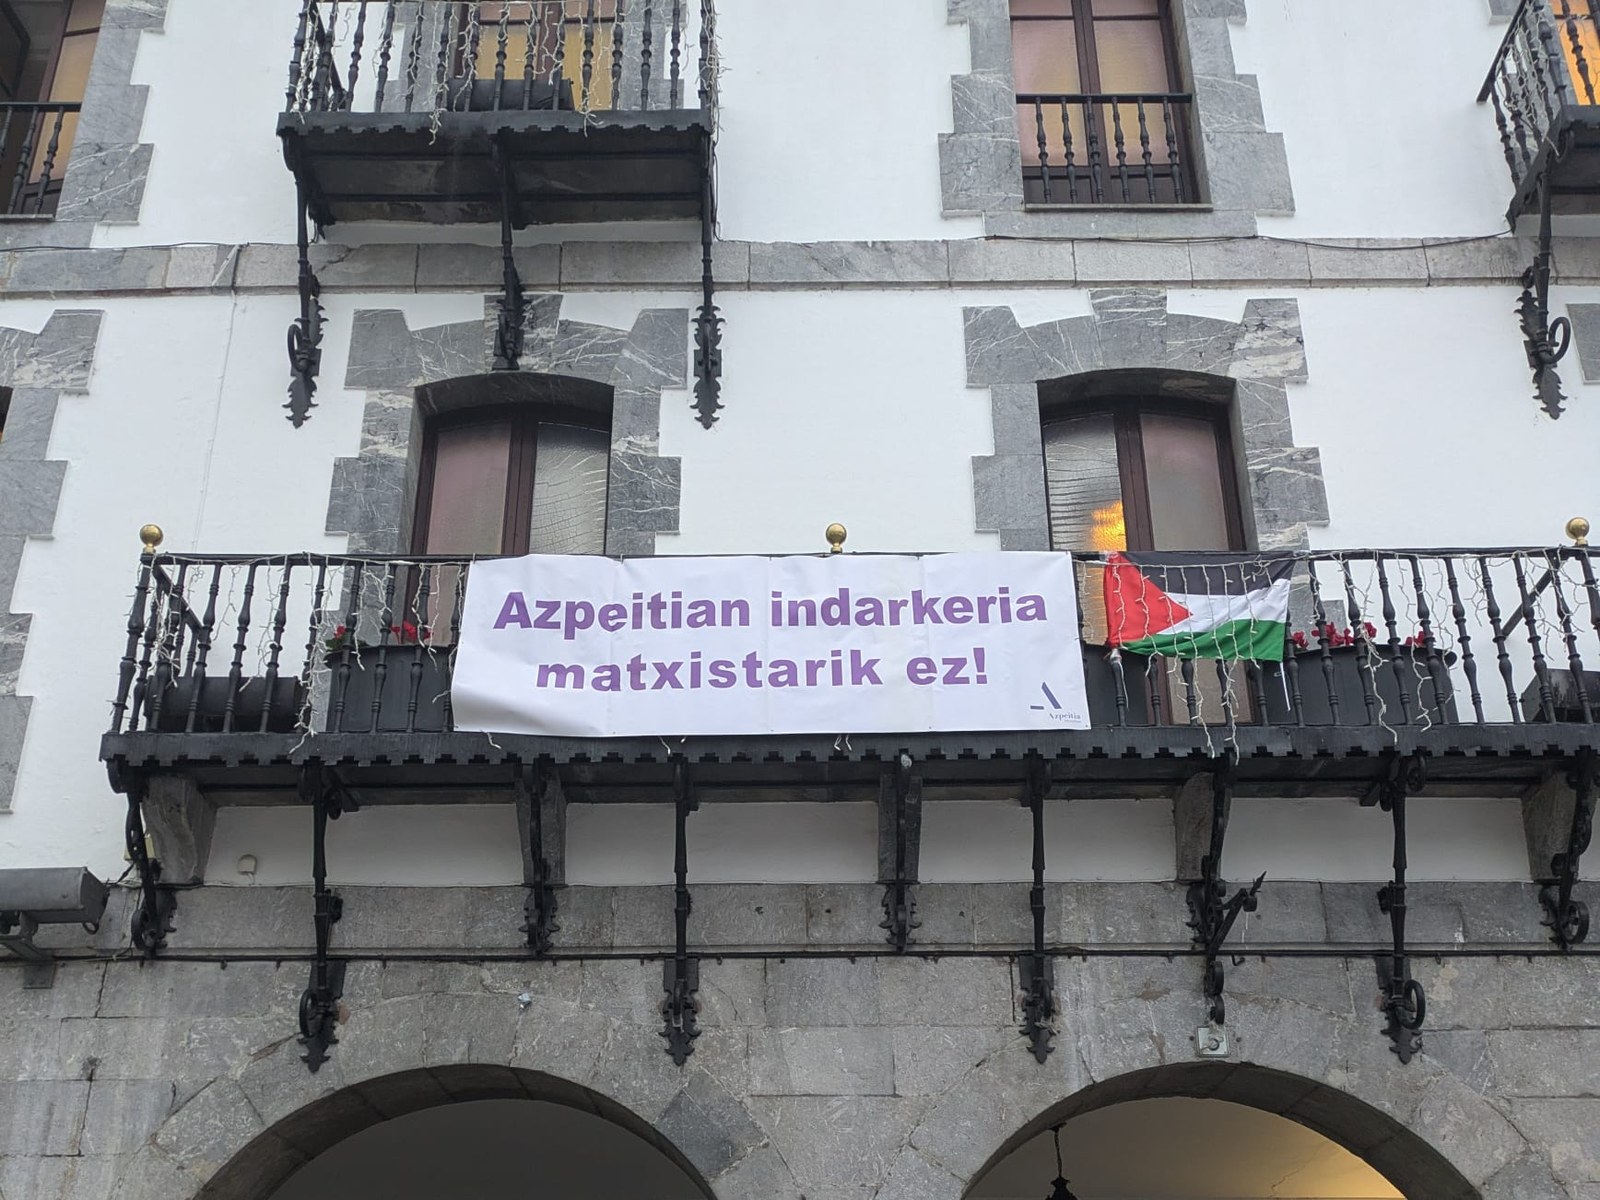 Azpeitian indarkeria
matxistarik ez!
Azpeitia